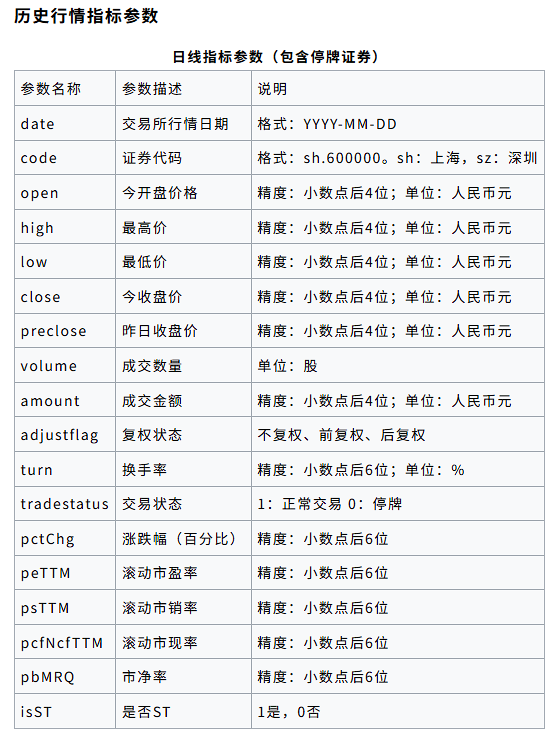 历史行情指标参数
日线指标参数（包含停牌证券）
参数名称 参数描述 说明
date 交易所行情日期 格式：YYYY-MM-DD
code 证券代码 格式：sh.600000。sh：上海，sz：深圳
open 今开盘价格 精度：小数点后4位；单位：人民币元
high 最高价 精度：小数点后4位；单位：人民币元
low 最低价 精度：小数点后4位；单位：人民币元
close 今收盘价 精度：小数点后4位；单位：人民币元
preclose 昨日收盘价 精度：小数点后4位；单位：人民币元
volume 成交数量 单位：股
amount 成交金额 精度：小数点后4位；单位：人民币元
adjustflag 复权状态 不复权、前复权、后复权
turn 换手率 精度：小数点后6位；单位：%
tradestatus 交易状态 1：正常交易 0：停牌
pctChg 涨跌幅（百分比） 精度：小数点后6位
peTTM 滚动市盈率 精度：小数点后6位
psTTM 滚动市销率 精度：小数点后6位
pcfNcfTTM 滚动市现率 精度：小数点后6位
pbMRQ 市净率 精度：小数点后6位
isST 是否ST 1是，0否